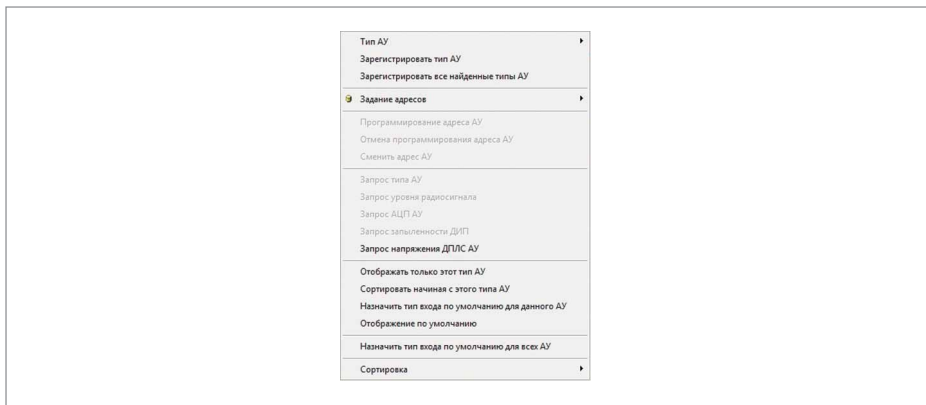 Тип АУ
Зарегистрировать тип АУ
Зарегистрировать все найденные типы АУ
Задание адресов
Программирование адреса АУ
Отмена программирования адреса АУ
Сменить адрес АУ
Запрос типа АУ
Запрос уровня радиосигнала
Запрос АЦП АУ
Запрос запыленности ДИП
Запрос напряжения ДПЛС АУ
Отображать только этот тип АУ
Сортировать начиная с этого типа АУ
Назначить тип входа по умолчанию для данного АУ
Отображение по умолчанию
Назначить тип входа по умолчанию для всех АУ
Сортировка